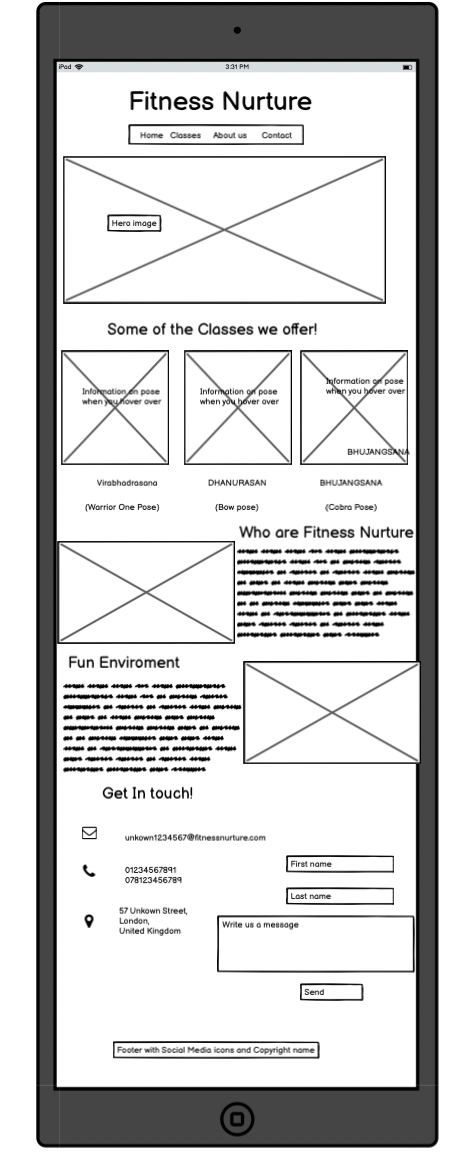 iPad
3:31 PM
Fitness Nurture
Home Classes About us Contact
Hero image
Some of the Classes we offer!
Information on pose
when you hover over
Information on pose
when you hover over
Information on pose
when you hover over
BHUJANGSANA
Virabhadrasana
(Warrior One Pose)
DHANURASAN
(Bow pose)
BHUJANGSANA
(Cobra Pose)
Who are Fitness Nurture
Fun Enviroment
Get In touch!
unkown1234567@fitnessnurture.com
01234567891
078123456789
57 Unkown Street,
London,
United Kingdom
First name
Last name
Write us a message
Send
Footer with Social Media icons and Copyright name